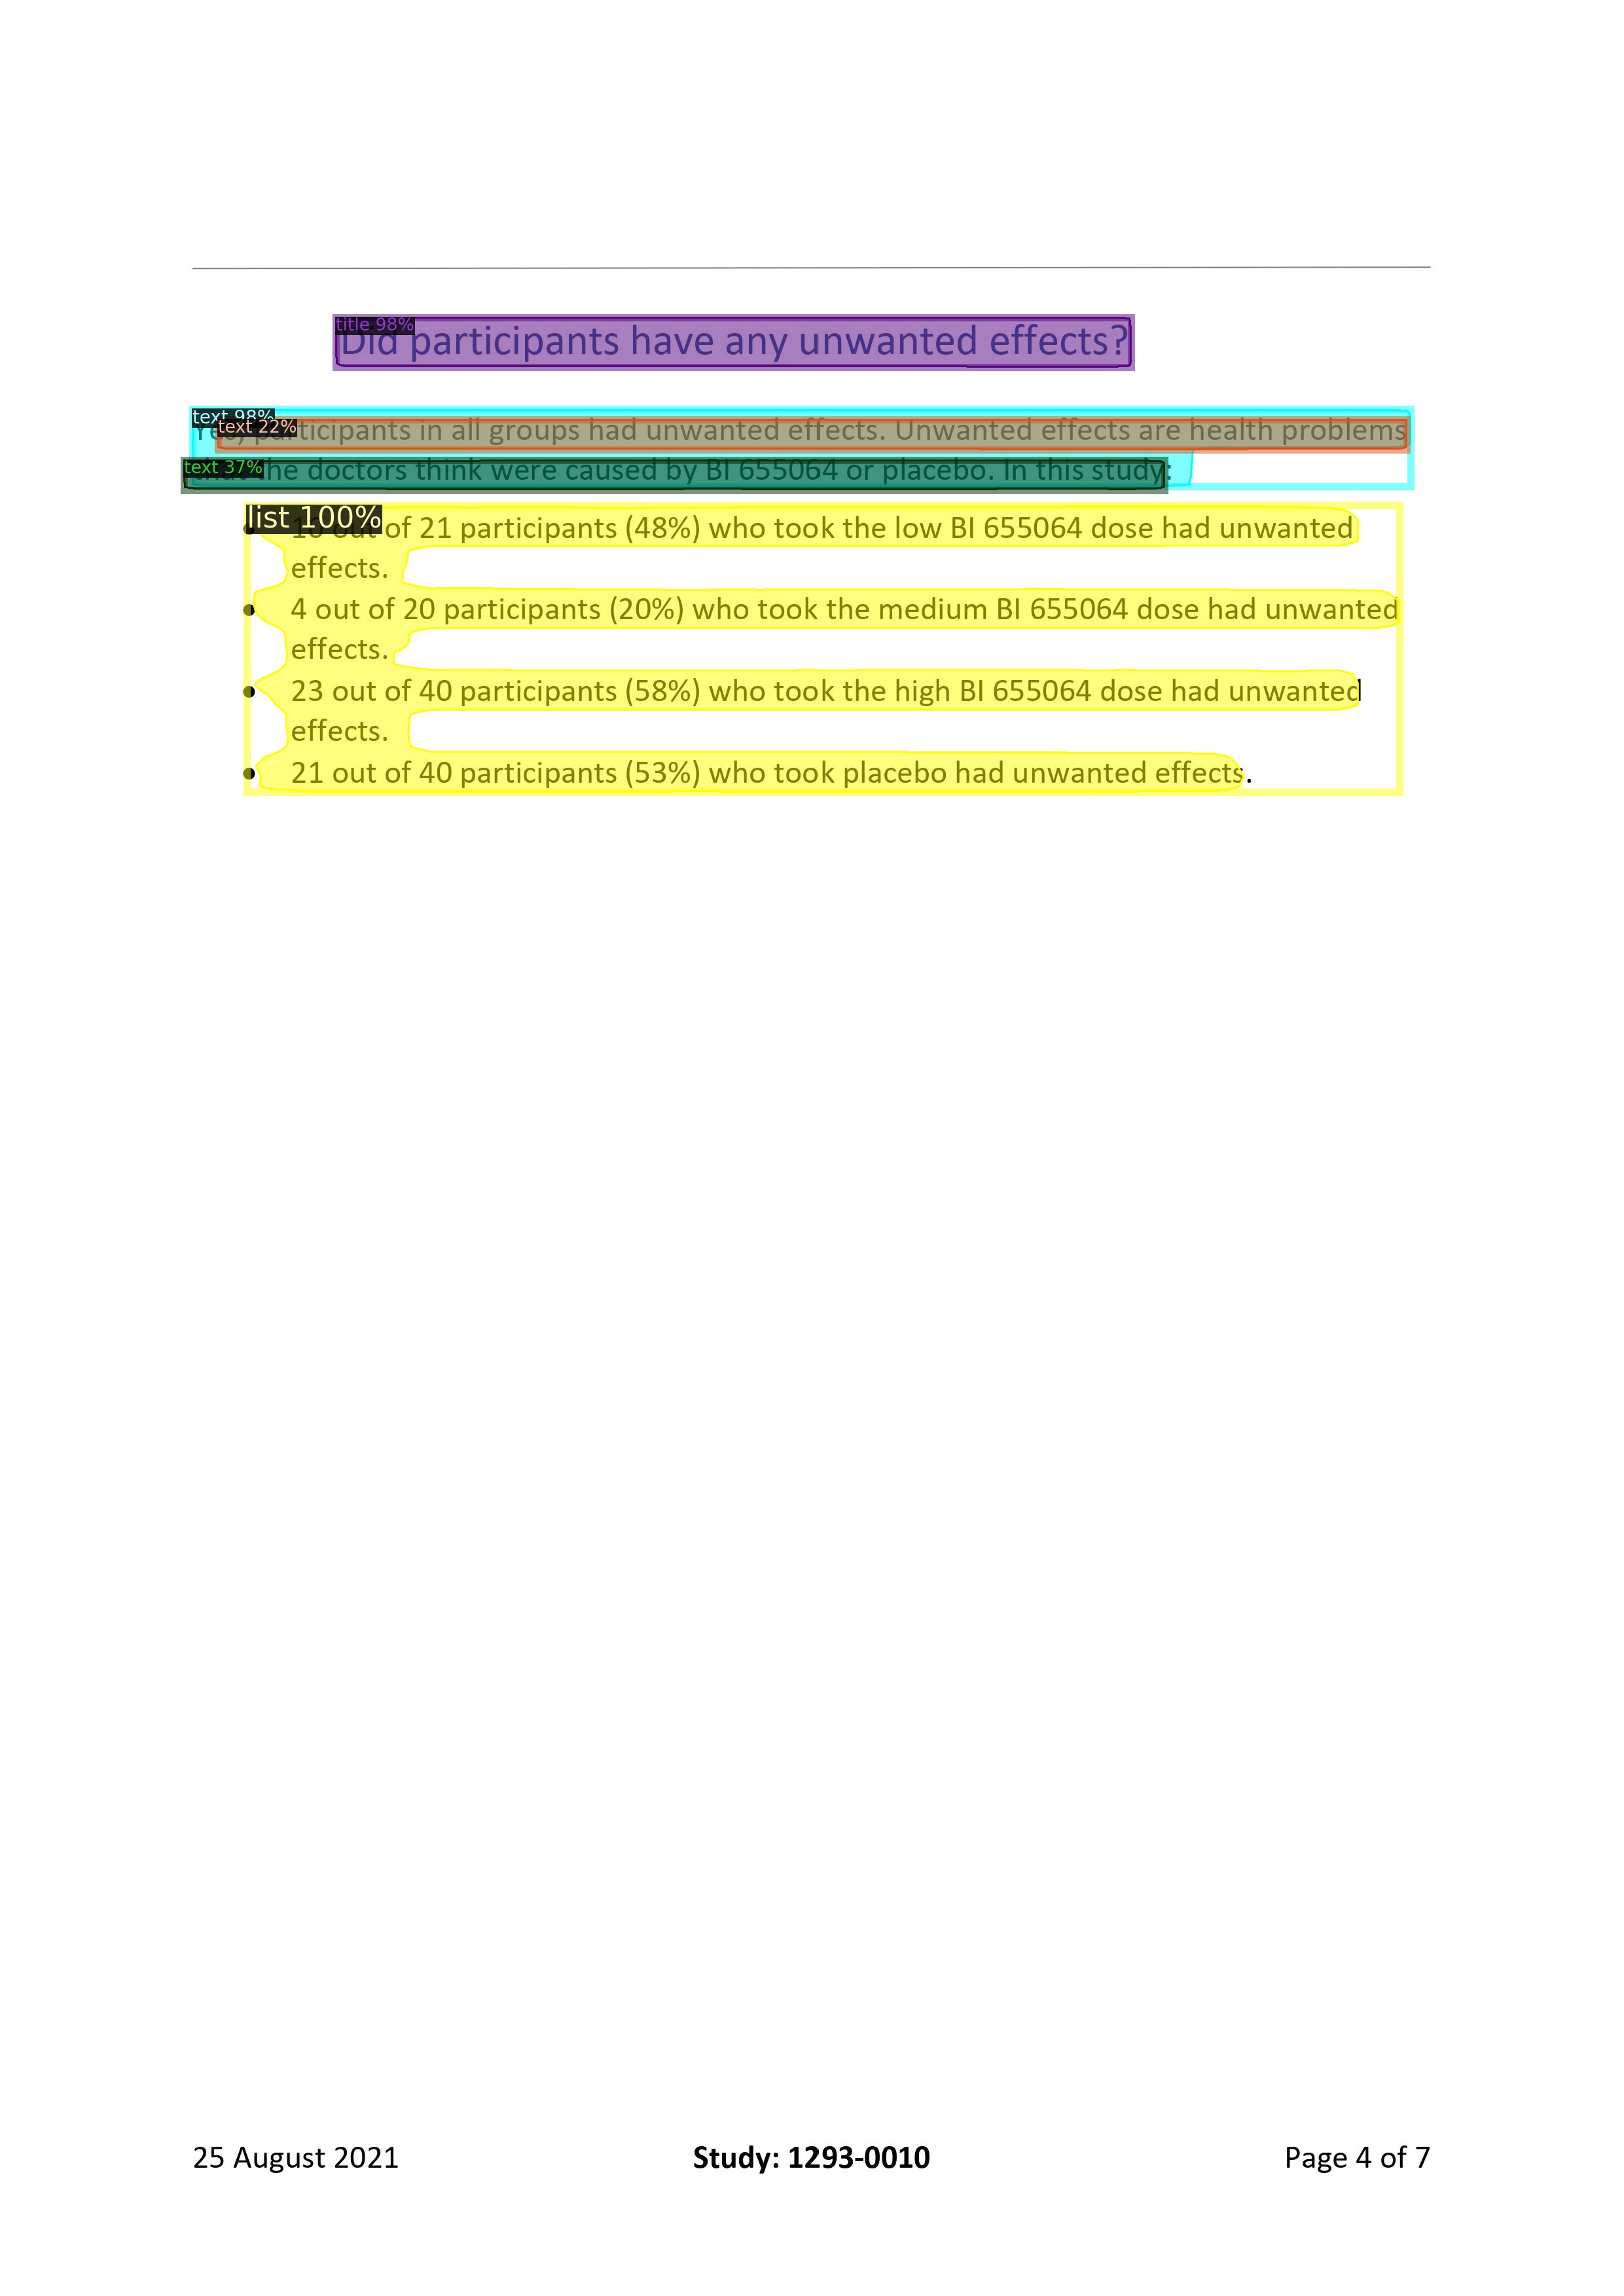 title 98%
Did participants have any unwanted effects?
text 98%
text 22%
Yes, participants in all groups had unwanted effects. Unwanted effects are health problems
text 37%
the doctors think were caused by BI 655064 or placebo. In this study:
list 100%
10 out of 21 participants (48%) who took the low BI 655064 dose had unwanted
effects.
• 4 out of 20 participants (20%) who took the medium BI 655064 dose had unwanted
effects.
• 23 out of 40 participants (58%) who took the high BI 655064 dose had unwanted
effects.
• 21 out of 40 participants (53%) who took placebo had unwanted effects.
25 August 2021 Study: 1293-0010 Page 4 of 7